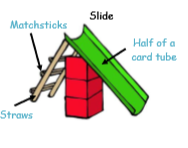 Slide
Matchsticks
Half of a
card tube
Straws